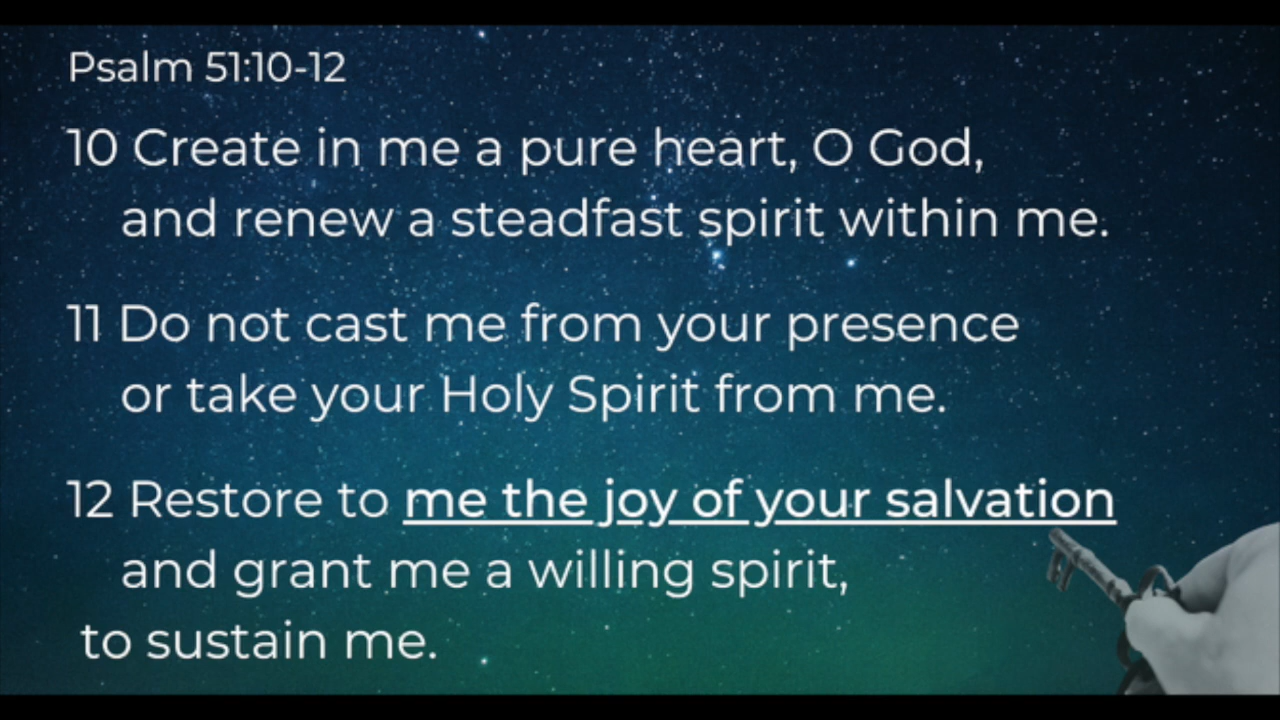 Psalm 51:10-12
10 Create in me a pure heart, O God,
and renew a steadfast spirit within me.
11 Do not cast me from your presence
or take your Holy Spirit from me.
12 Restore to me the joy of your salvation
and grant me a willing spirit,
to sustain me.